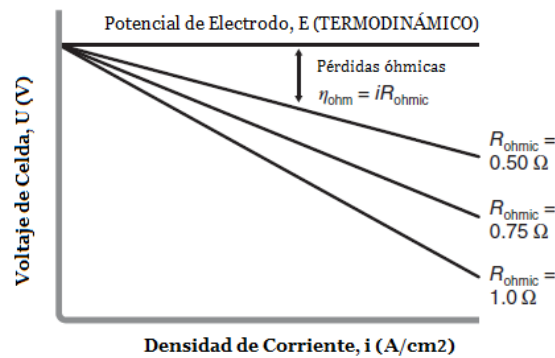 Potencial de Electrodo, E (TERMODINÁMICO)
Pérdidas óhmicas
ηohm = iRohmic
Rohmic =
0.50 Ω
Rohmic =
0.75 Ω
Rohmic =
1.0 Ω
Voltaje de Celda, U (V)
Densidad de Corriente, i (A/cm2)